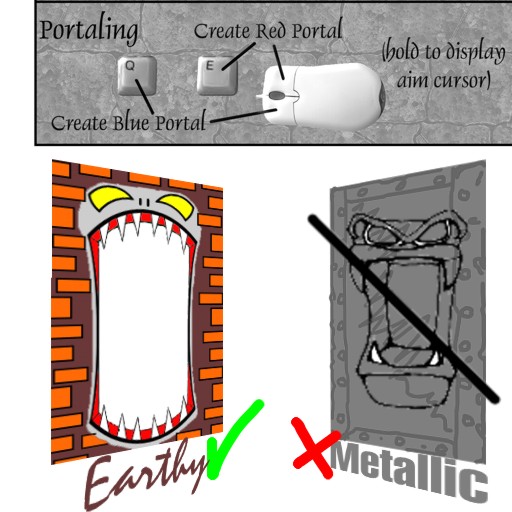 Portaling
Create Red Portal
(hold to display
aim cursor)
Q
E
Create Blue Portal
Earthy
Metallic